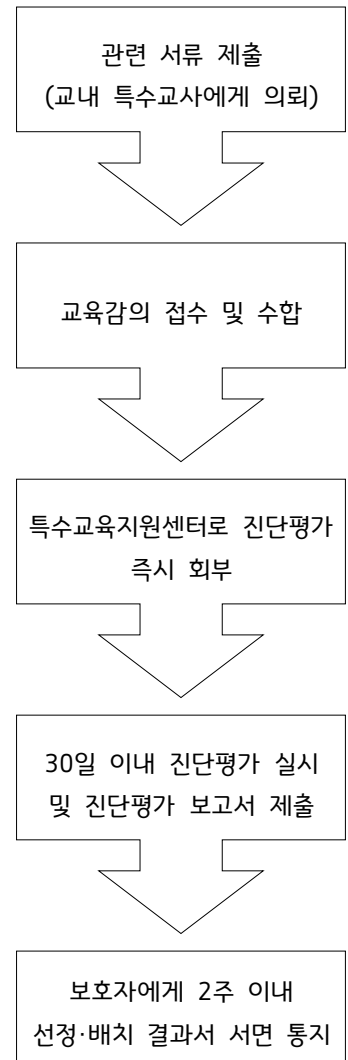 관련 서류 제출
(교내 특수교사에게 의뢰)
교육감의 접수 및 수합
특수교육지원센터로 진단평가
즉시 회부
30일 이내 진단평가 실시
및 진단평가 보고서 제출
보호자에게 2주 이내
선정·배치 결과서 서면 통지